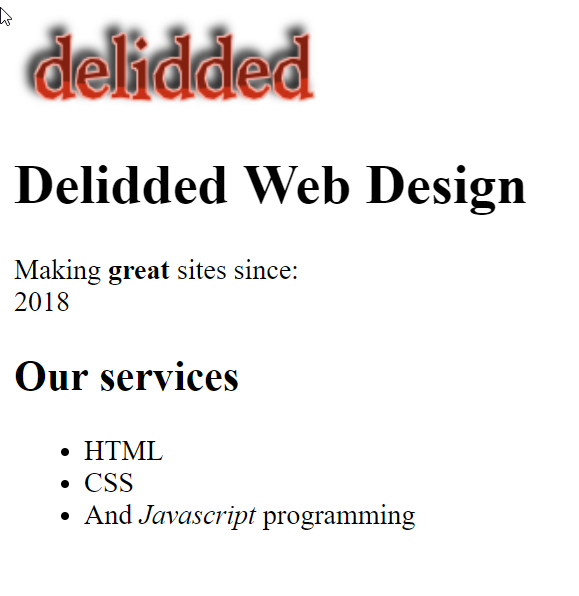 delidded
Delidded Web Design
Making great sites since:
2018
Our services
HTML
CSS
And Javascript programming